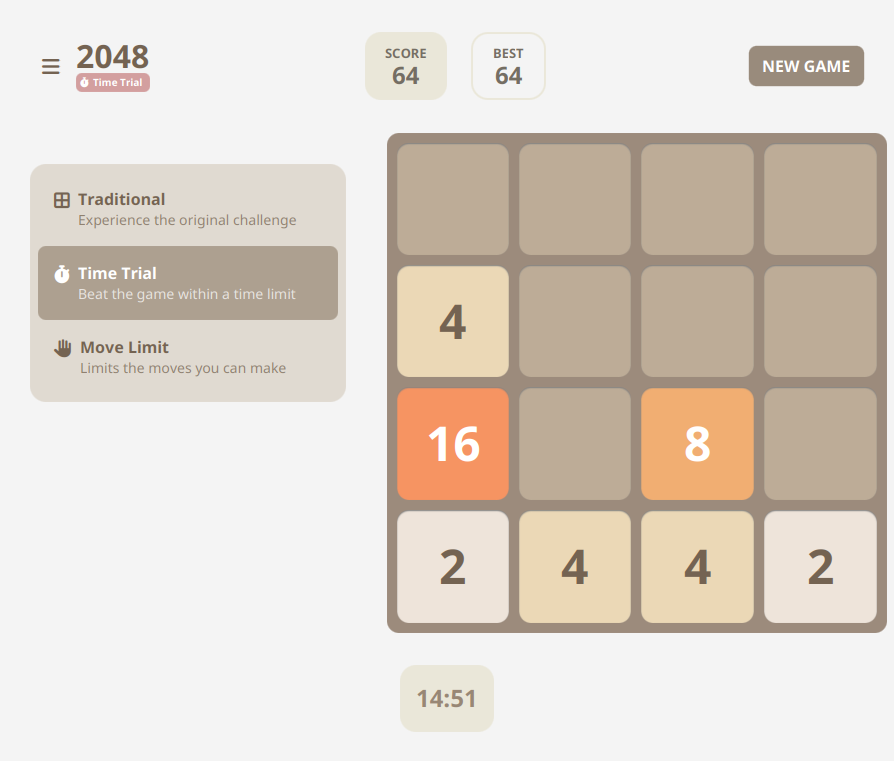 2048
Time Trial
SCORE
64
BEST
64
NEW GAME
Traditional
Experience the original challenge
Time Trial
Beat the game within a time limit
Move Limit
Limits the moves you can make
4
16 8
2 4 4 2
14:51